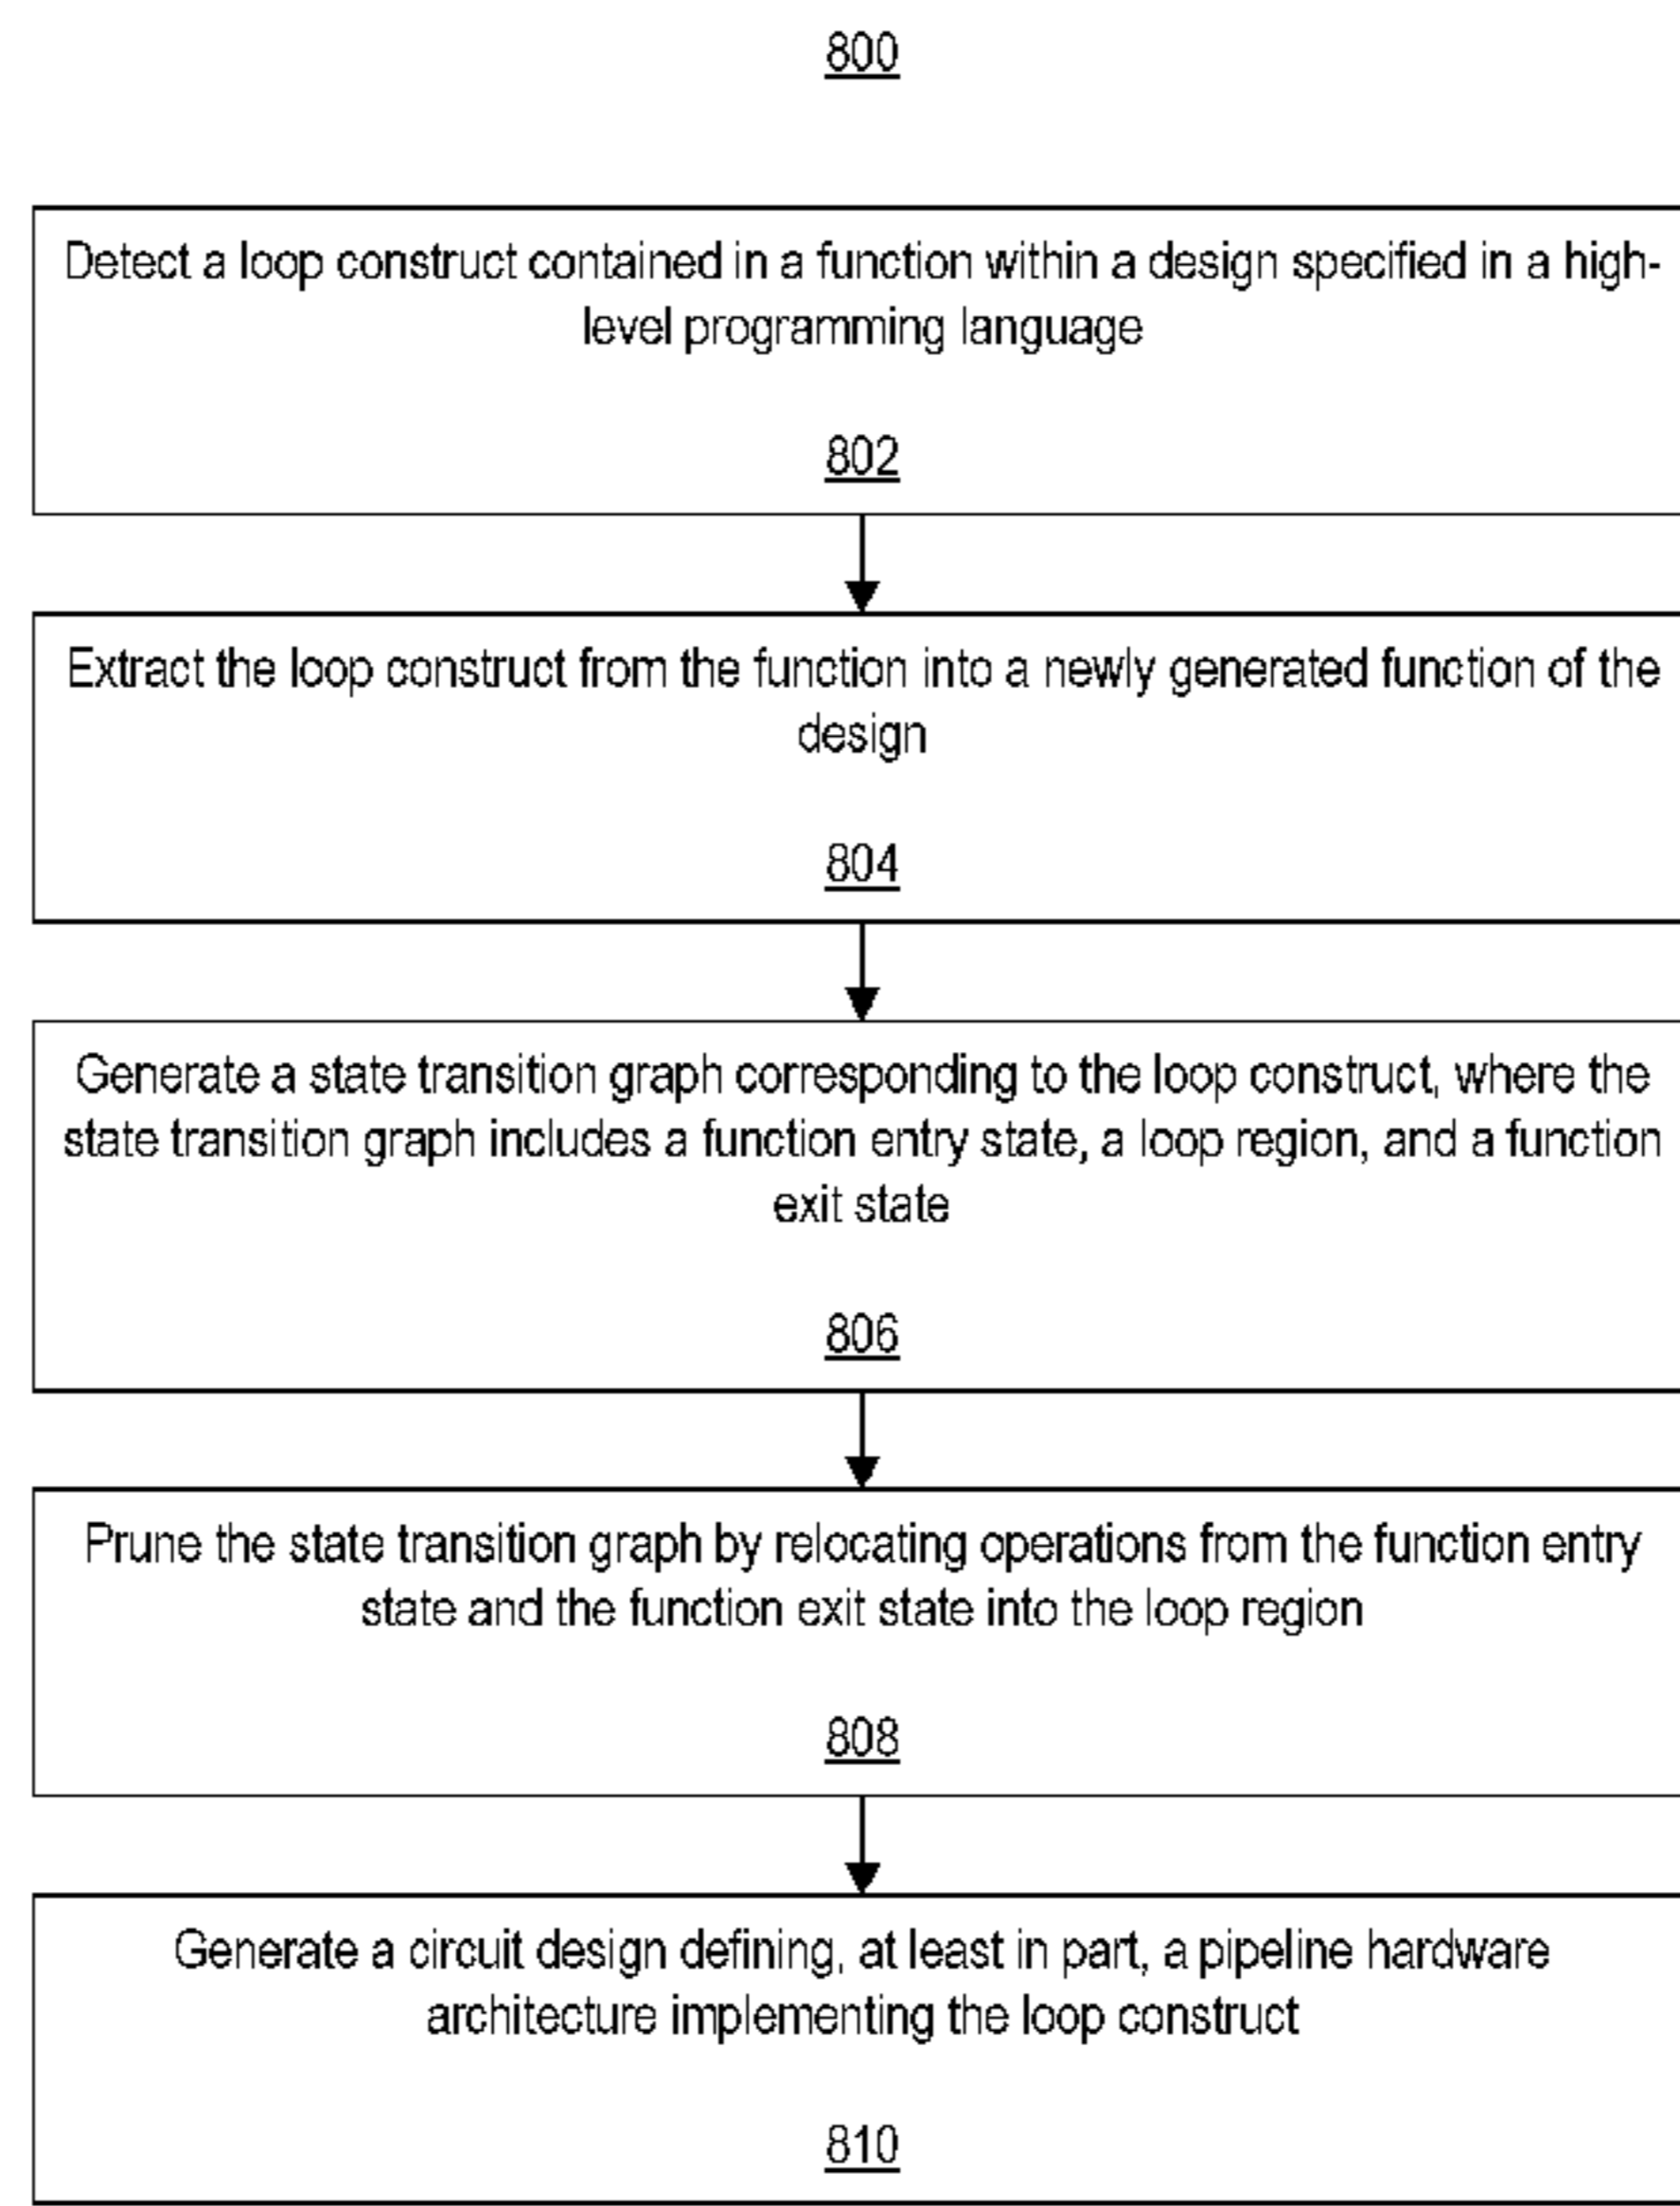 800
Detect a loop construct contained in a function within a design specified in a high-
level programming language
802
Extract the loop construct from the function into a newly generated function of the
design
804
Generate a state transition graph corresponding to the loop construct, where the
state transition graph includes a function entry state, a loop region, and a function
exit state
806
Prune the state transition graph by relocating operations from the function entry
state and the function exit state into the loop region
808
Generate a circuit design defining, at least in part, a pipeline hardware
architecture implementing the loop construct
810